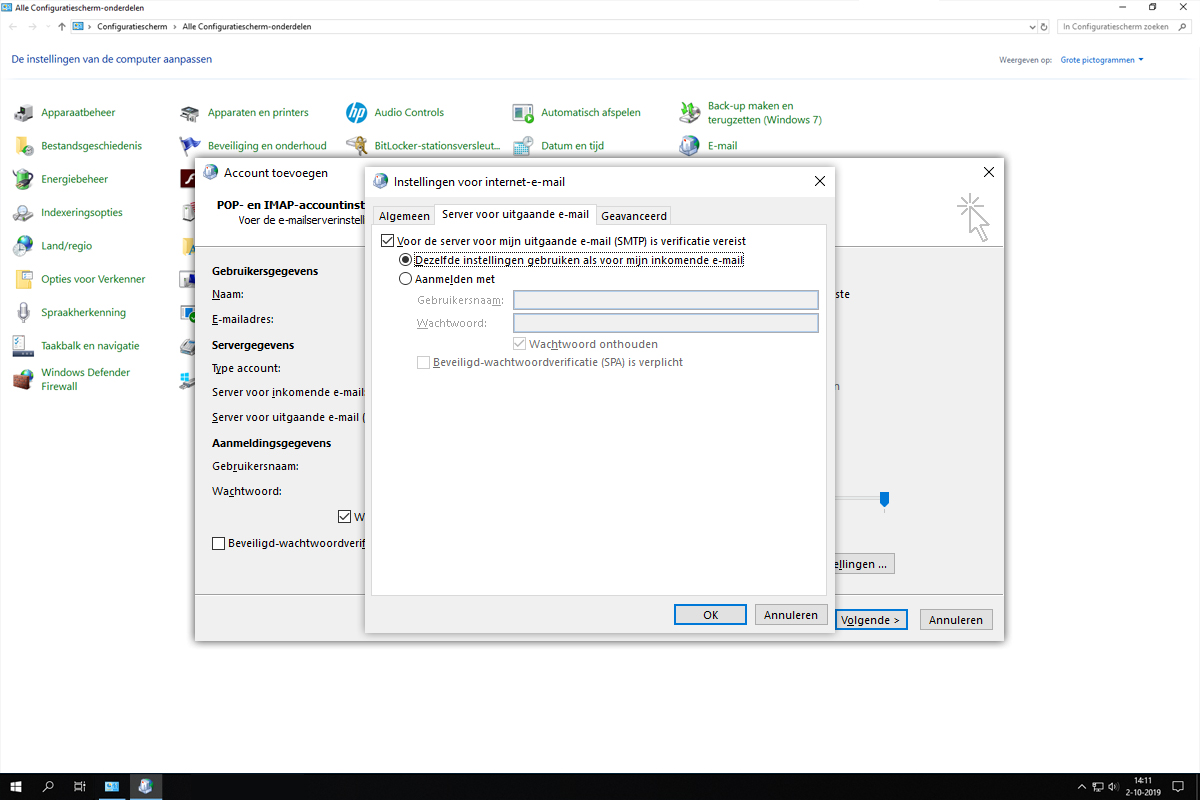 Alle Configuratiescherm-onderdelen
Configuratiescherm
Alle Configuratiescherm-onderdelen
In Configuratiescherm zoeken
De instellingen van de computer aanpassen
Weergeven op:
Grote pictogrammen
Apparaatbeheer
Apparaten en printers
Audio Controls
Automatisch afspelen
Back-up maken en
terugzetten (Windows 7)
Bestandsgeschiedenis
Beveiliging en onderhoud
BitLocker-stationsversleut...
Datum en tijd
E-mail
Energiebeheer
Indexeringsopties
Land/regio
Opties voor Verkenner
Spraakherkenning
Taakbalk en navigatie
Windows Defender
Firewall
Account toevoegen
POP- en IMAP-accountinst
Voer de e-mailserverinstell
Gebruikersgegevens
Naam:
E-mailadres:
Servergegevens
Type account:
Server voor inkomende e-mail:
Server voor uitgaande e-mail (
Aanmeldingsgegevens
Gebruikersnaam:
Wachtwoord:
W
Beveiligd-wachtwoordverif
ste
n
ellingen ...
Volgende >
Annuleren
Instellingen voor internet-e-mail
Algemeen
Server voor uitgaande e-mail
Geavanceerd
Voor de server voor mijn uitgaande e-mail (SMTP) is verificatie vereist
Dezelfde instellingen gebruiken als voor mijn inkomende e-mail
Aanmelden met
Gebruikersnaam:
Wachtwoord:
Wachtwoord onthouden
Beveiligd-wachtwoordverificatie (SPA) is verplicht
OK
Annuleren
14:11
2-10-2019